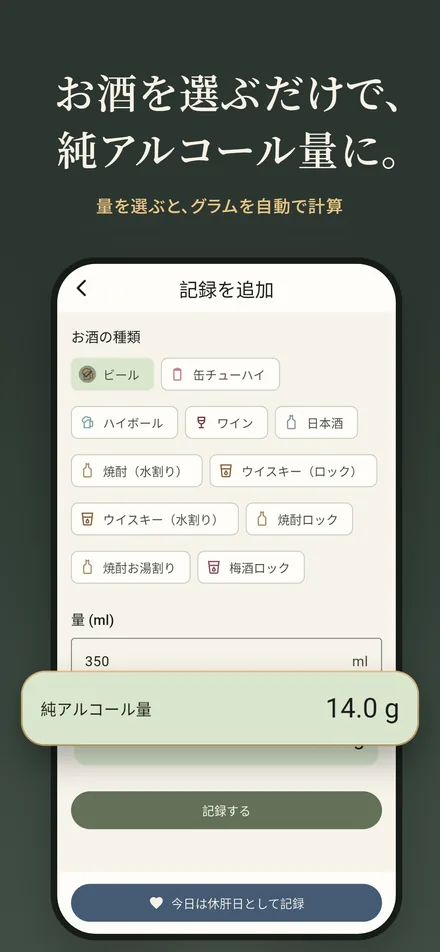 お酒を選ぶだけで、
純アルコール量に。
量を選ぶと、グラムを自動で計算
記録を追加
お酒の種類
ビール 缶チューハイ
ハイボール ワイン 日本酒
焼酎（水割り） ウイスキー（ロック）
ウイスキー（水割り） 焼酎ロック
焼酎お湯割り 梅酒ロック
量 (ml)
350 ml
純アルコール量 14.0 g
記録する
今日は休肝日として記録